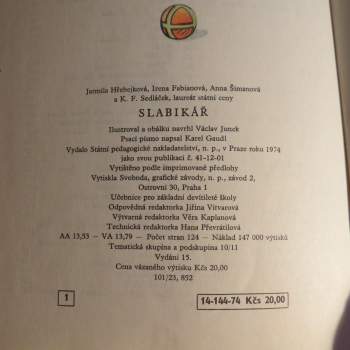 Jarmila Hřebejková, Irena Fabianová, Anna Šimanová
a K. F. Sedláček, laureát státní ceny
SLABIKÁŘ
Ilustroval a obálku navrhl Václav Junek
Psací písmo napsal Karel Gaudl
Vydalo Státní pedagogické nakladatelství, n. p., v Praze roku 1974
jako svou publikaci č. 41-12-01
Vytištěno podle imprimované předlohy
Vytiskla Svoboda, grafické závody, n. p., závod 2,
Ostrovní 30, Praha 1
Učebnice pro základní devítileté školy
Odpovědná redaktorka Jiřina Vitvarová
Výtvarná redaktorka Věra Kaplanová
Technická redaktorka Hana Převrátilová
AA 13,53 — VA 13,79 — Počet stran 124 — Náklad 147 000 výtisků
Tematická skupina a podskupina 10/11
Vydání 15.
Cena vázaného výtisku Kčs 20,00
101/23, 852
1
14-144-74 Kčs 20,00